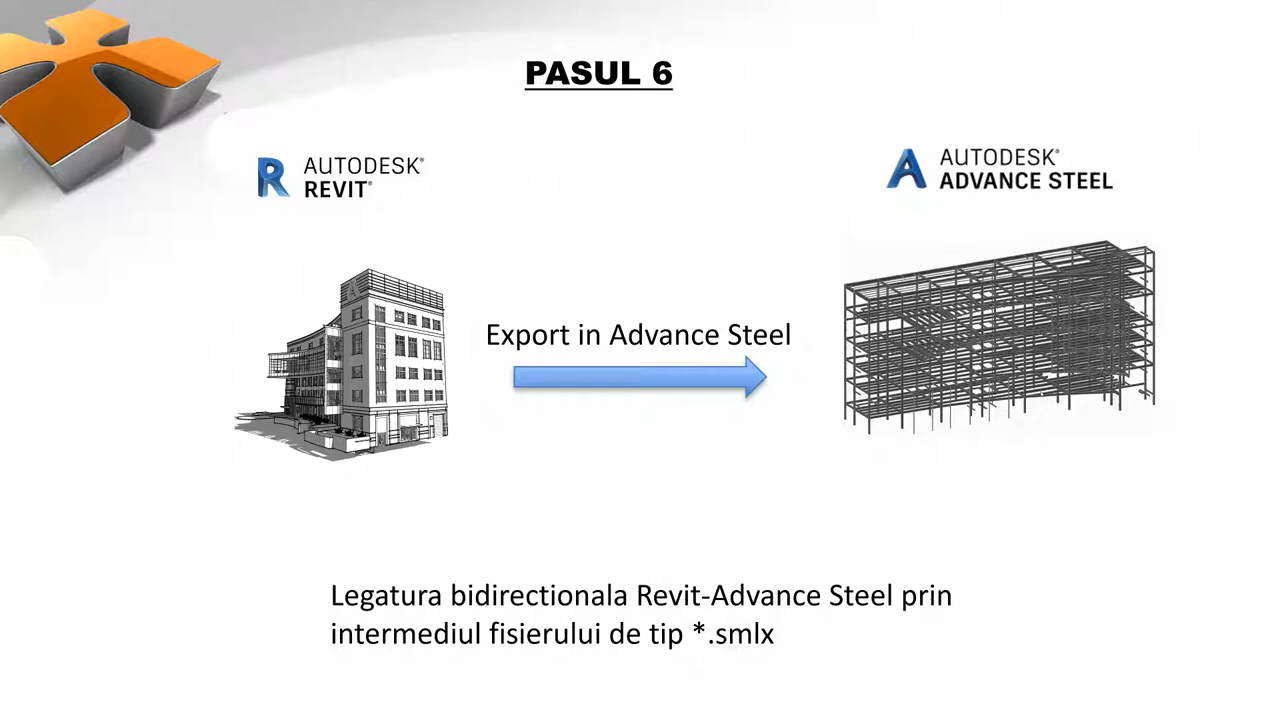 PASUL 6
AUTODESK®
REVIT®
AUTODESK®
ADVANCE STEEL
Export in Advance Steel
Legatura bidirectionala Revit-Advance Steel prin
intermediul fisierului de tip *.smlx